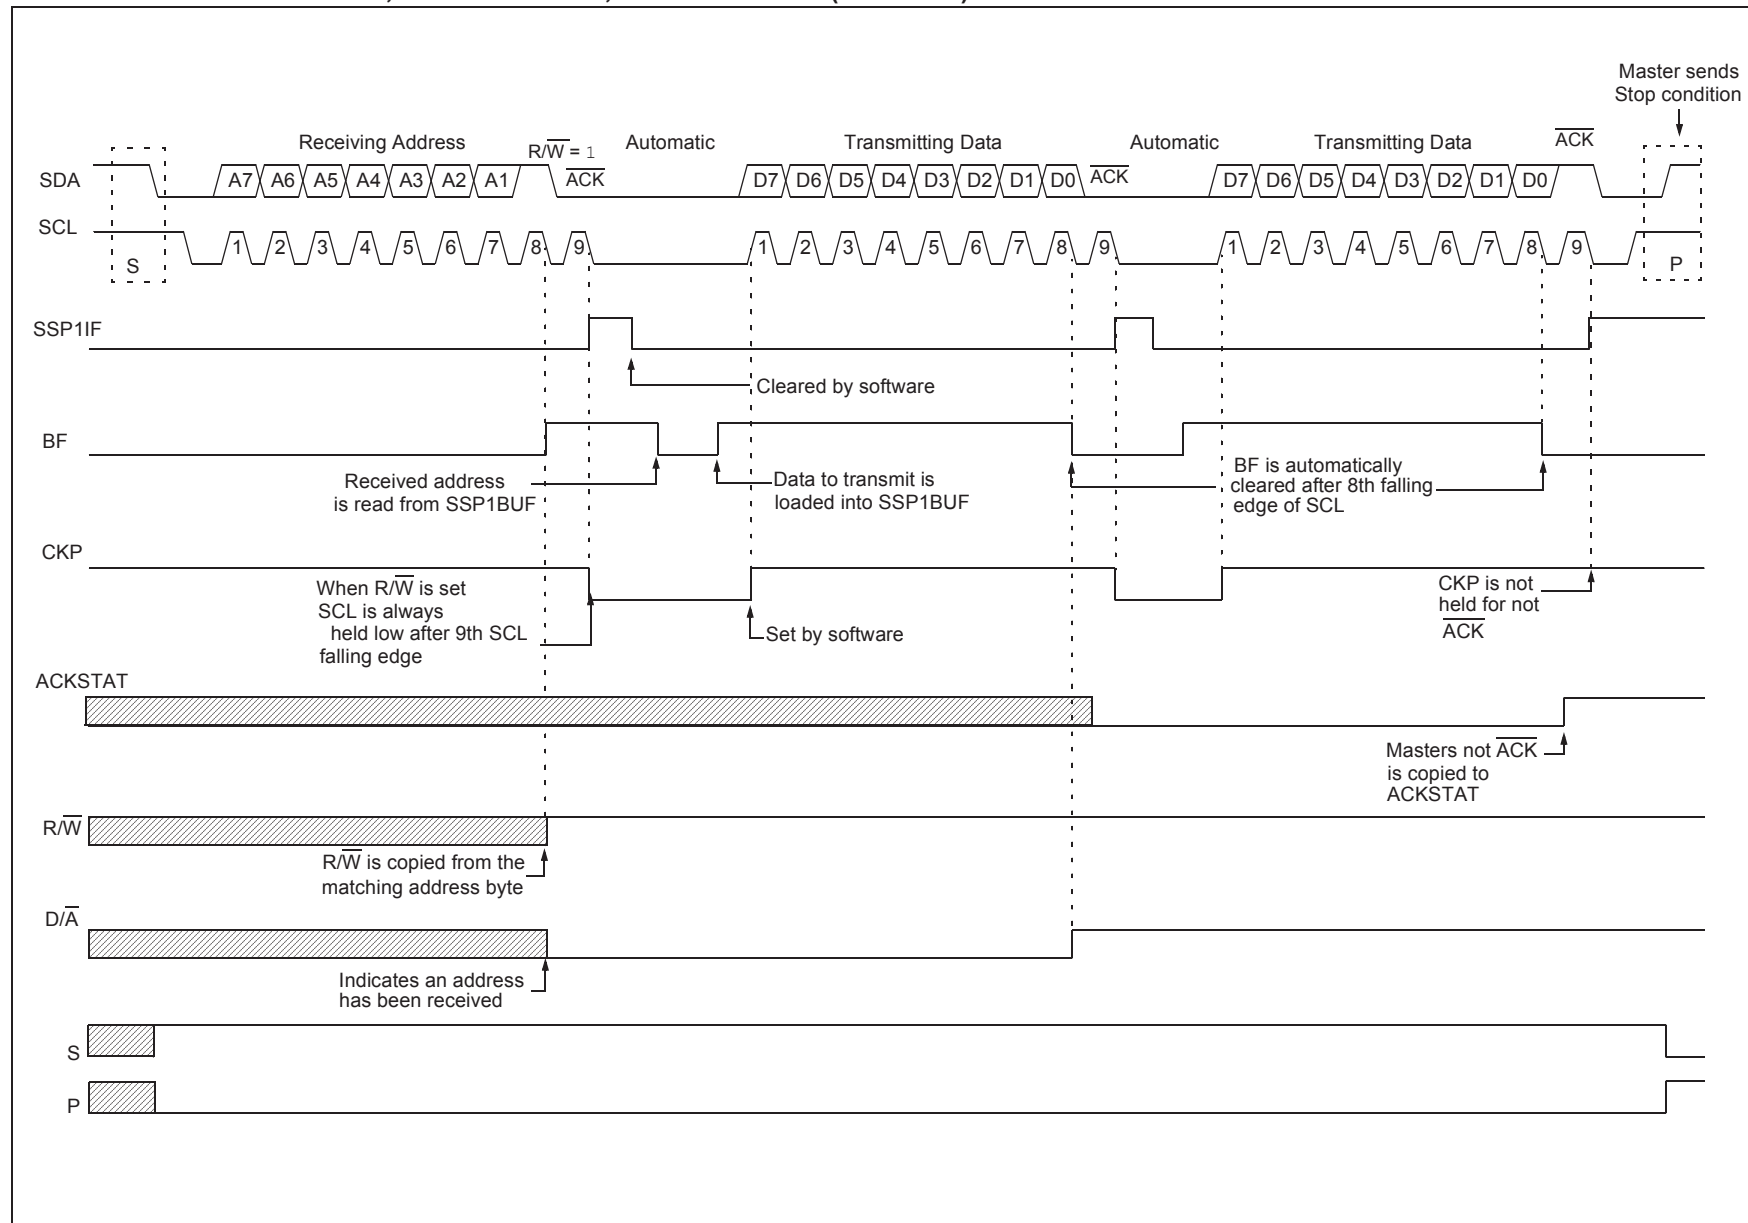 Master sends
Stop condition
Receiving Address
R/W̅ = 1
Automatic
Transmitting Data
Automatic
Transmitting Data
A̅C̅K̅
SDA
A7 A6 A5 A4 A3 A2 A1
A̅C̅K̅
D7 D6 D5 D4 D3 D2 D1 D0
A̅C̅K̅
D7 D6 D5 D4 D3 D2 D1 D0
SCL
S
1 2 3 4 5 6 7 8 9
1 2 3 4 5 6 7 8 9
1 2 3 4 5 6 7 8 9
P
SSP1IF
Cleared by software
BF
Received address
is read from SSP1BUF
Data to transmit is
loaded into SSP1BUF
BF is automatically
cleared after 8th falling
edge of SCL
CKP
When R/W̅ is set
SCL is always
held low after 9th SCL
falling edge
Set by software
CKP is not
held for not
A̅C̅K̅
ACKSTAT
Masters not A̅C̅K̅
is copied to
ACKSTAT
R/W̅
R/W̅ is copied from the
matching address byte
D/A̅
Indicates an address
has been received
S
P